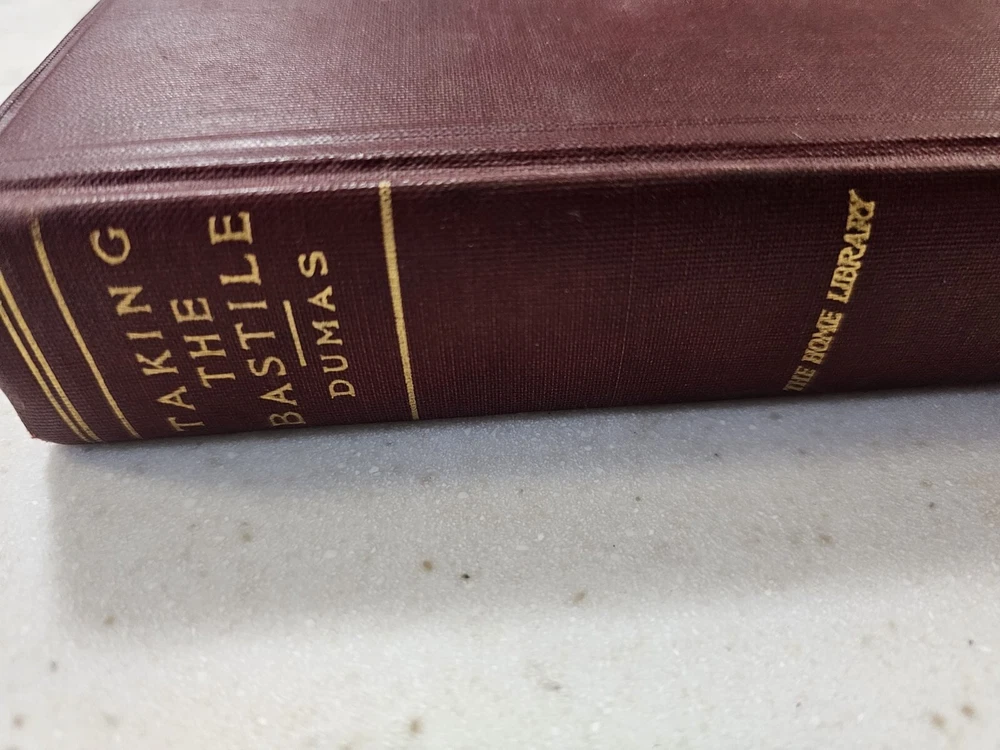 TAKING
THE
BASTILE
DUMAS
THE HOME LIBRARY